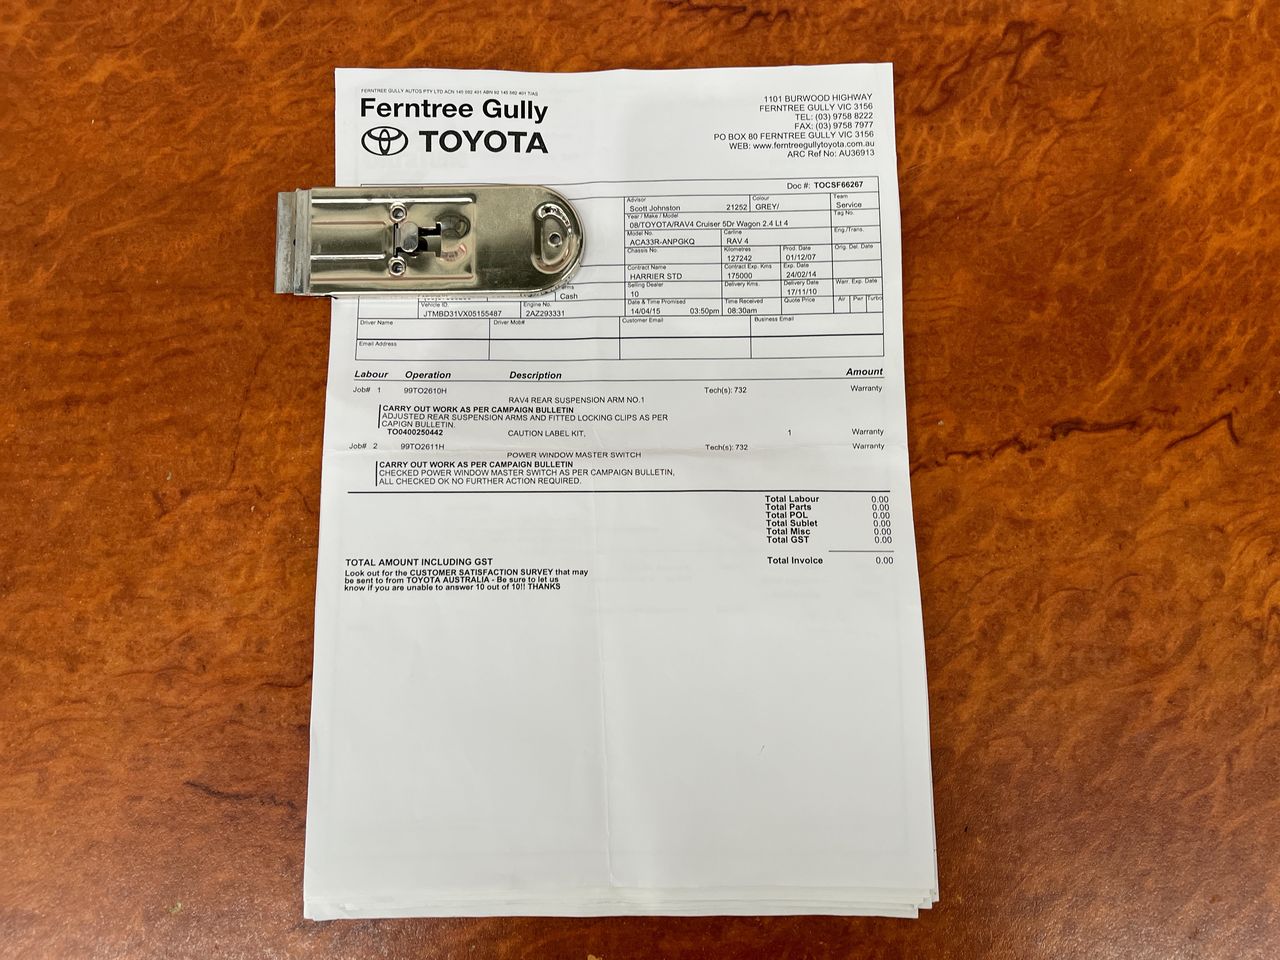 FERNTREE GULLY AUTOS PTY LTD ACN 145 562 401 ABN 92 145 562 401 T/AS
Ferntree Gully
TOYOTA
1101 BURWOOD HIGHWAY
FERNTREE GULLY VIC 3156
TEL: (03) 9758 8222
FAX: (03) 9758 7977
PO BOX 80 FERNTREE GULLY VIC 3156
WEB: www.ferntreegullytoyota.com.au
ARC Ref No: AU36913
Doc #: TOCSF66267
Advisor Colour Team
Scott Johnston 21252 GREY/ Service
Year / Make / Model Tag No.
08/TOYOTA/RAV4 Cruiser 5Dr Wagon 2.4 Lt 4
Model No. Carline Eng./Trans.
ACA33R-ANPGKQ RAV 4
Chassis No Kilometres Prod. Date Orig. Del. Date
127242 01/12/07
Contract Name Contract Exp. Kms Exp. Date
HARRIER STD 175000 24/02/14
Selling Dealer Delivery Kms. Delivery Date Warr. Exp. Date
10 17/11/10
Cash
Date & Time Promised Time Received Quote Price Air Pwr Turbo
14/04/15 03:50pm 08:30am
Vehicle ID. Engine No.
JTMBD31VX05155487 2AZ293331
Driver Name Driver Mob# Customer Email Business Email
Email Address
Labour Operation Description Amount
Job# 1 99TO2610H Tech(s): 732 Warranty
RAV4 REAR SUSPENSION ARM NO.1
CARRY OUT WORK AS PER CAMPAIGN BULLETIN
ADJUSTED REAR SUSPENSION ARMS AND FITTED LOCKING CLIPS AS PER
CAPIGN BULLETIN.
TO0400250442 CAUTION LABEL KIT, 1 Warranty
Job# 2 99TO2611H Tech(s): 732 Warranty
POWER WINDOW MASTER SWITCH
CARRY OUT WORK AS PER CAMPAIGN BULLETIN
CHECKED POWER WINDOW MASTER SWITCH AS PER CAMPAIGN BULLETIN,
ALL CHECKED OK NO FURTHER ACTION REQUIRED.
Total Labour 0.00
Total Parts 0.00
Total POL 0.00
Total Sublet 0.00
Total Misc 0.00
Total GST 0.00
TOTAL AMOUNT INCLUDING GST Total Invoice 0.00
Look out for the CUSTOMER SATISFACTION SURVEY that may
be sent to from TOYOTA AUSTRALIA - Be sure to let us
know if you are unable to answer 10 out of 10!! THANKS